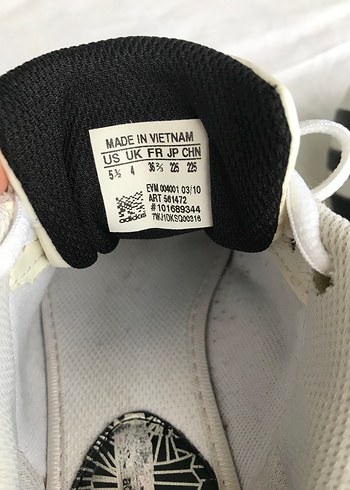 MADE IN VIETNAM
US UK FR JP CHN
5½ 4 36⅔ 225 225
EVM 004001 03/10
ART 561472
# 101689344
adidas